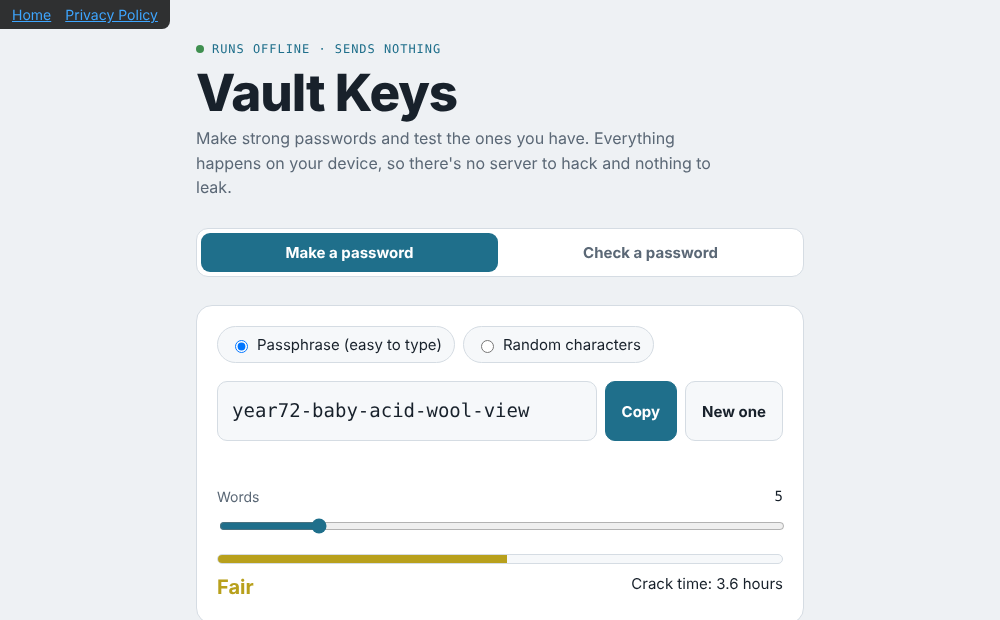 Home Privacy Policy
RUNS OFFLINE · SENDS NOTHING
Vault Keys
Make strong passwords and test the ones you have. Everything
happens on your device, so there's no server to hack and nothing to
leak.
Make a password Check a password
Passphrase (easy to type) Random characters
year72-baby-acid-wool-view Copy New one
Words 5
Fair Crack time: 3.6 hours